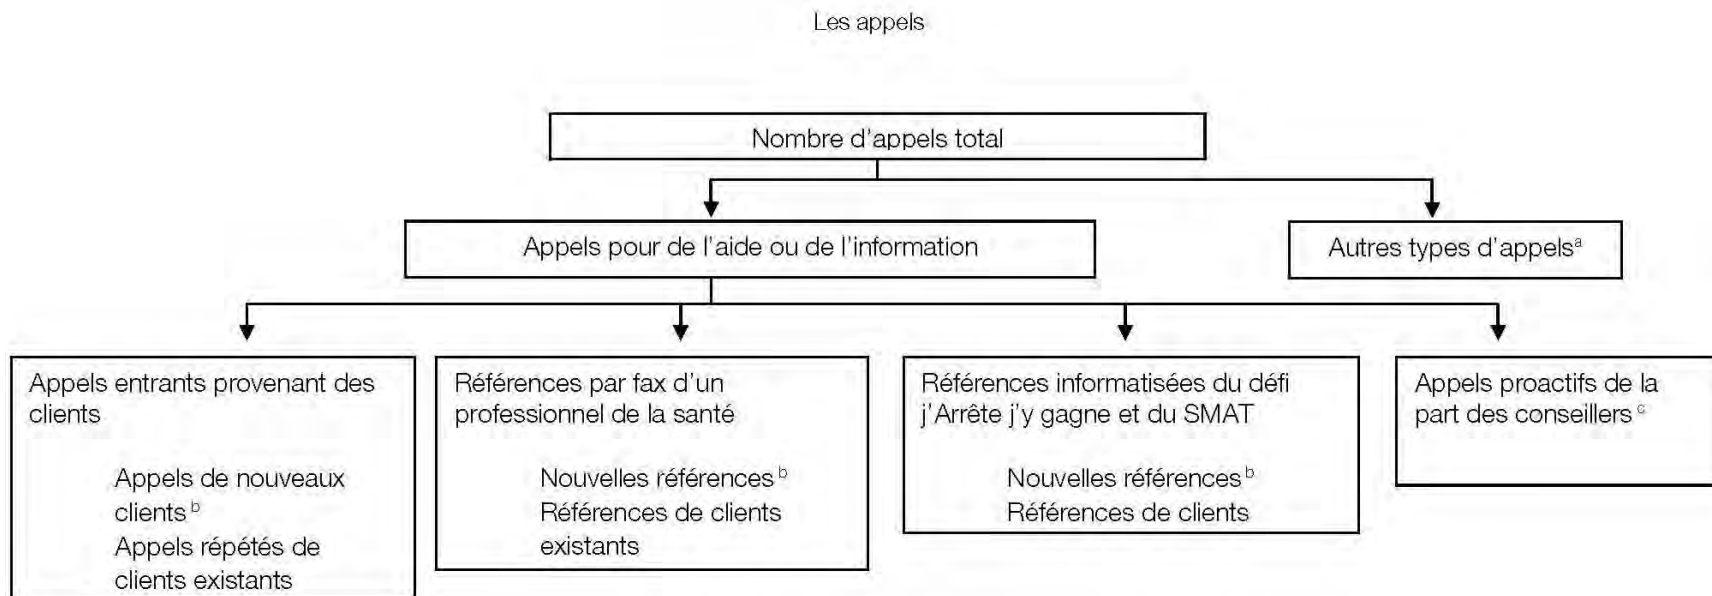 Les appels
Nombre d'appels total
Appels pour de l'aide ou de l'information
Autres types d'appelsᵃ
Appels entrants provenant des
clients
Appels de nouveaux
clients ᵇ
Appels répétés de
clients existants
Références par fax d'un
professionnel de la santé
Nouvelles références ᵇ
Références de clients
existants
Références informatisées du défi
j'Arrête j'y gagne et du SMAT
Nouvelles références ᵇ
Références de clients
Appels proactifs de la
part des conseillers ᶜ